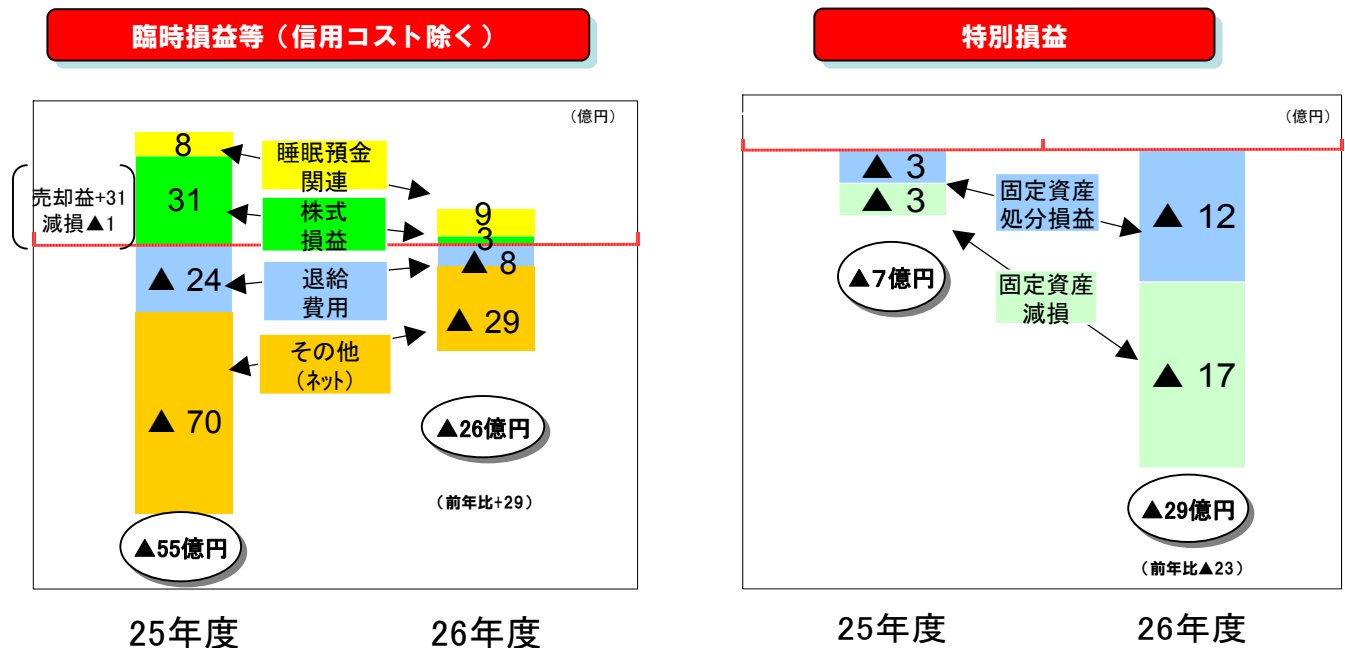 臨時損益等（信用コスト除く）
（億円）
8
睡眠預金
関連
売却益+31
減損▲1
31
株式
損益
9
3
▲ 24
退給
費用
▲ 8
その他
（ネット）
▲ 29
▲ 70
▲26億円
（前年比+29）
▲55億円
25年度
26年度
特別損益
（億円）
▲ 3
▲ 3
固定資産
処分損益
▲ 12
▲7億円
固定資産
減損
▲ 17
▲29億円
（前年比▲23）
25年度
26年度